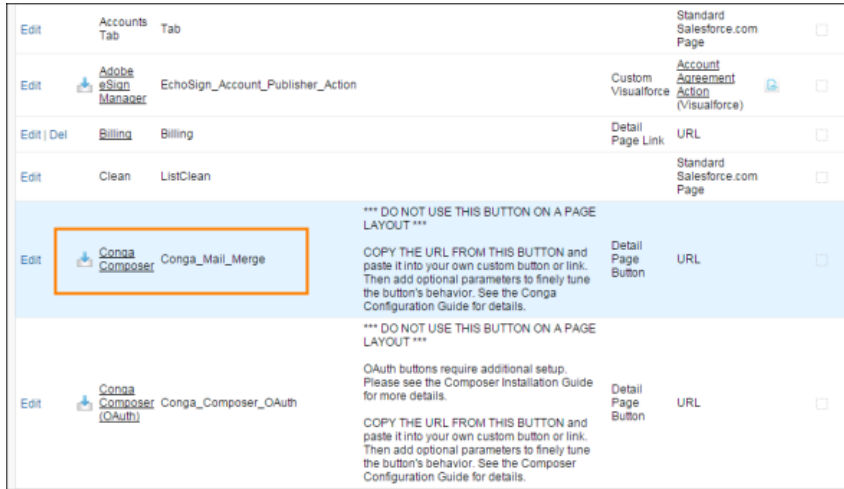 Edit Accounts Tab Tab Standard Salesforce.com Page
Edit Adobe eSign Manager EchoSign_Account_Publisher_Action Custom Visualforce Account Agreement Action (Visualforce)
Edit | Del Billing Billing Detail Page Link URL
Edit Clean ListClean Standard Salesforce.com Page
*** DO NOT USE THIS BUTTON ON A PAGE
LAYOUT ***
Edit Conga Composer Conga_Mail_Merge
COPY THE URL FROM THIS BUTTON and
paste it into your own custom button or link.
Then add optional parameters to finely tune
the button's behavior. See the Conga
Configuration Guide for details.
Detail Page Button URL
*** DO NOT USE THIS BUTTON ON A PAGE
LAYOUT ***
OAuth buttons require additional setup.
Please see the Composer Installation Guide
for more details.
Edit Conga Composer (OAuth) Conga_Composer_OAuth
COPY THE URL FROM THIS BUTTON and
paste it into your own custom button or link.
Then add optional parameters to finely tune
the button's behavior. See the Composer
Configuration Guide for details.
Detail Page Button URL